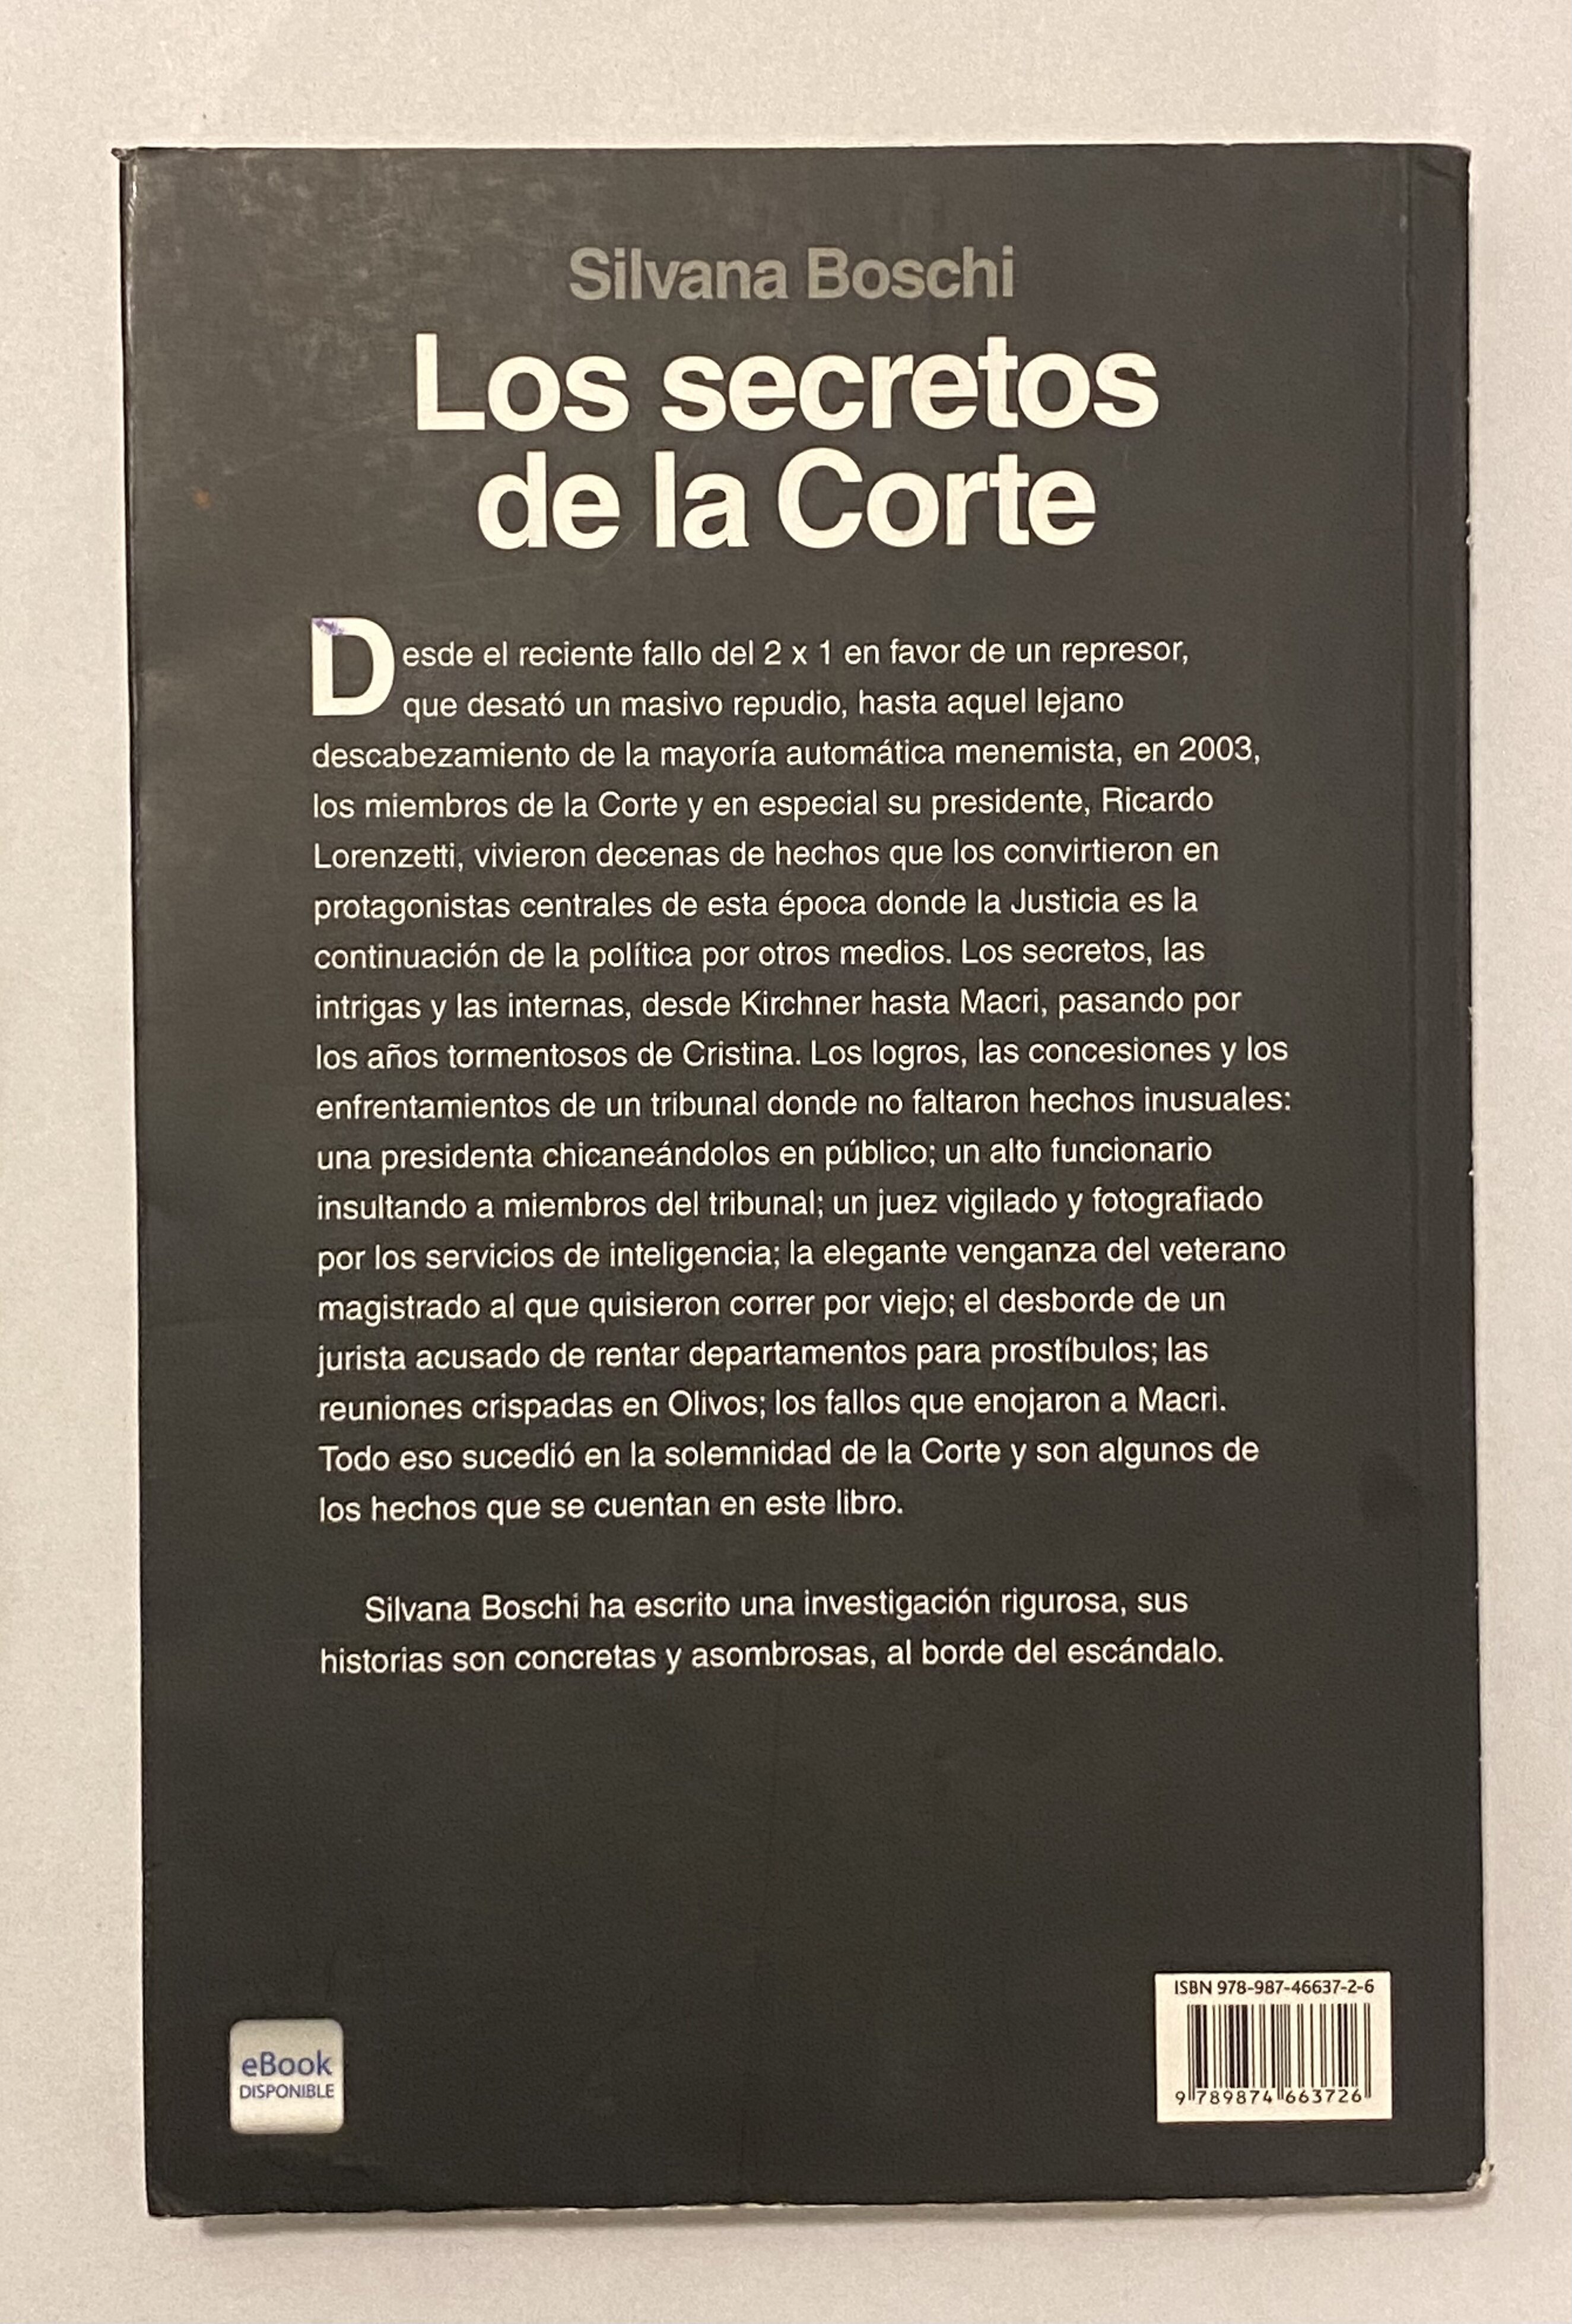 Silvana Boschi
Los secretos
de la Corte
Desde el reciente fallo del 2 x 1 en favor de un represor,
que desató un masivo repudio, hasta aquel lejano
descabezamiento de la mayoría automática menemista, en 2003,
los miembros de la Corte y en especial su presidente, Ricardo
Lorenzetti, vivieron decenas de hechos que los convirtieron en
protagonistas centrales de esta época donde la Justicia es la
continuación de la política por otros medios. Los secretos, las
intrigas y las internas, desde Kirchner hasta Macri, pasando por
los años tormentosos de Cristina. Los logros, las concesiones y los
enfrentamientos de un tribunal donde no faltaron hechos inusuales:
una presidenta chicaneándolos en público; un alto funcionario
insultando a miembros del tribunal; un juez vigilado y fotografiado
por los servicios de inteligencia; la elegante venganza del veterano
magistrado al que quisieron correr por viejo; el desborde de un
jurista acusado de rentar departamentos para prostíbulos; las
reuniones crispadas en Olivos; los fallos que enojaron a Macri.
Todo eso sucedió en la solemnidad de la Corte y son algunos de
los hechos que se cuentan en este libro.
Silvana Boschi ha escrito una investigación rigurosa, sus
historias son concretas y asombrosas, al borde del escándalo.
eBook
DISPONIBLE
ISBN 978-987-46637-2-6
9 789874 663726